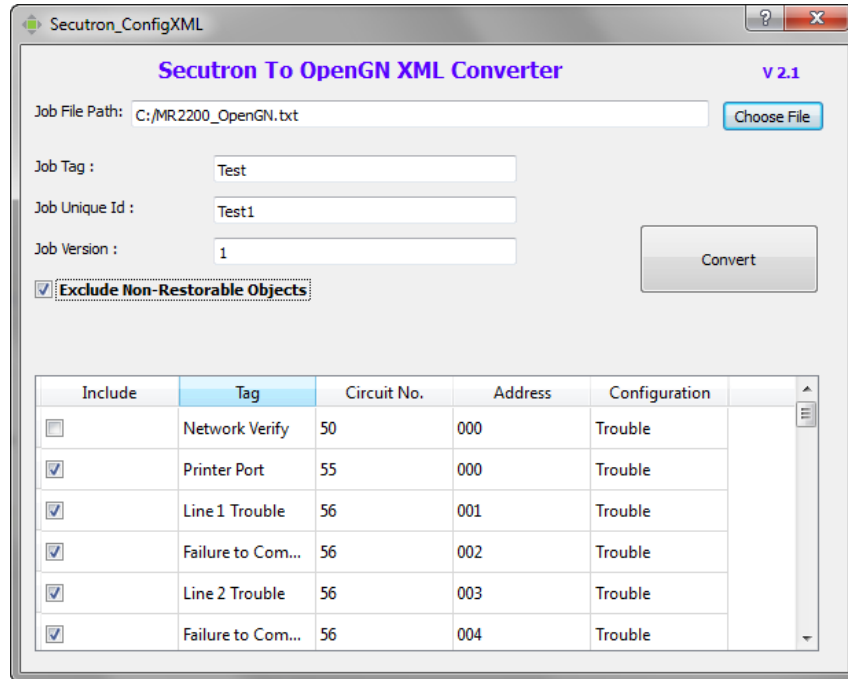 Secutron_ConfigXML
Secutron To OpenGN XML Converter V 2.1
Job File Path: C:/MR2200_OpenGN.txt Choose File
Job Tag : Test
Job Unique Id : Test1
Job Version : 1
Convert
Exclude Non-Restorable Objects
Include Tag Circuit No. Address Configuration
Network Verify 50 000 Trouble
Printer Port 55 000 Trouble
Line 1 Trouble 56 001 Trouble
Failure to Com... 56 002 Trouble
Line 2 Trouble 56 003 Trouble
Failure to Com... 56 004 Trouble